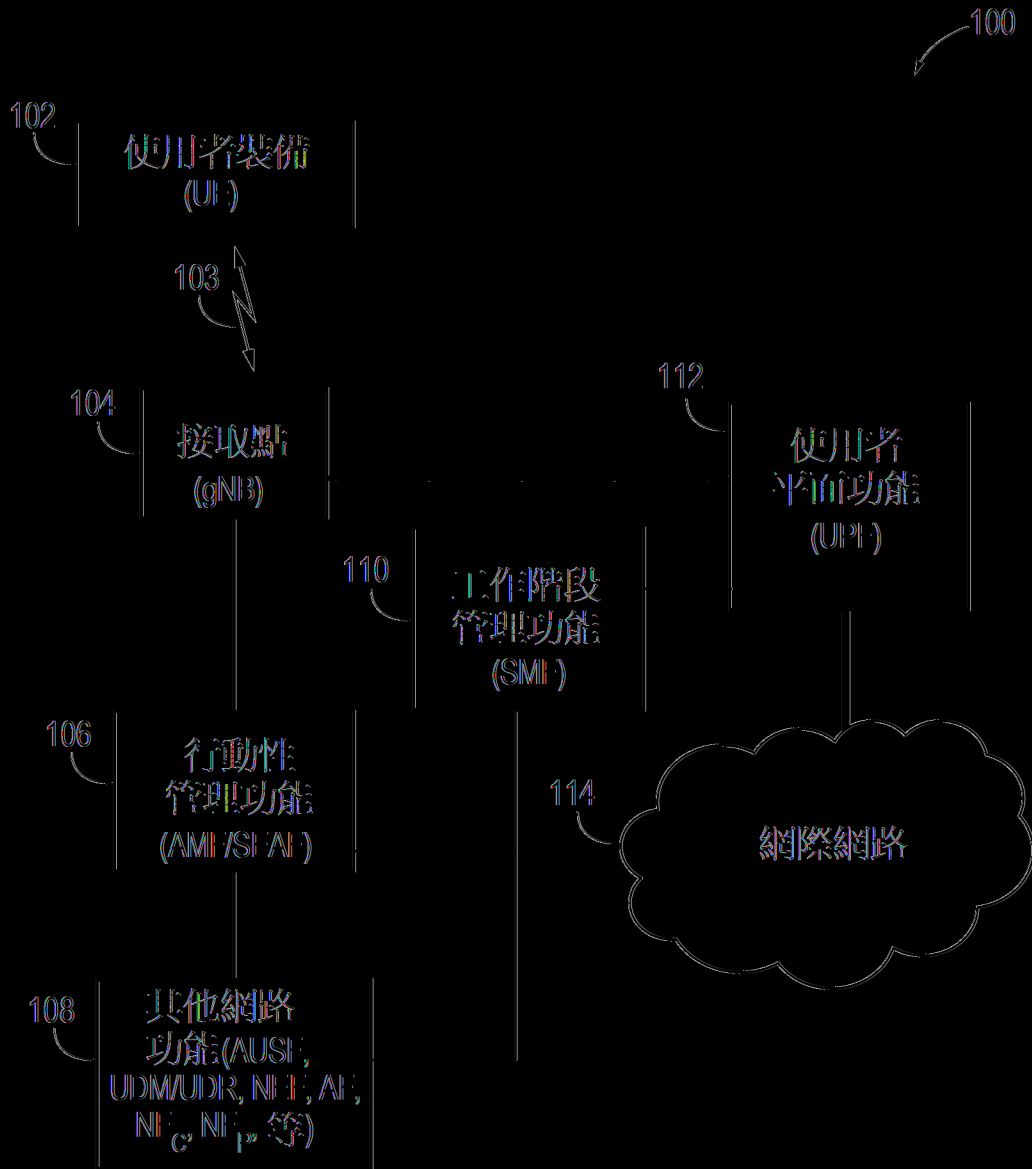 100
102
使用者裝備
(UE)
103
104
接取點
(gNB)
112
使用者
平面功能
(UPF)
110
工作階段
管理功能
(SMF)
106
行動性
管理功能
(AMF/SEAF)
114
網際網路
108
其他網路
功能(AUSF,
UDM/UDR, NEF, AF,
NFC, NFP, 等)